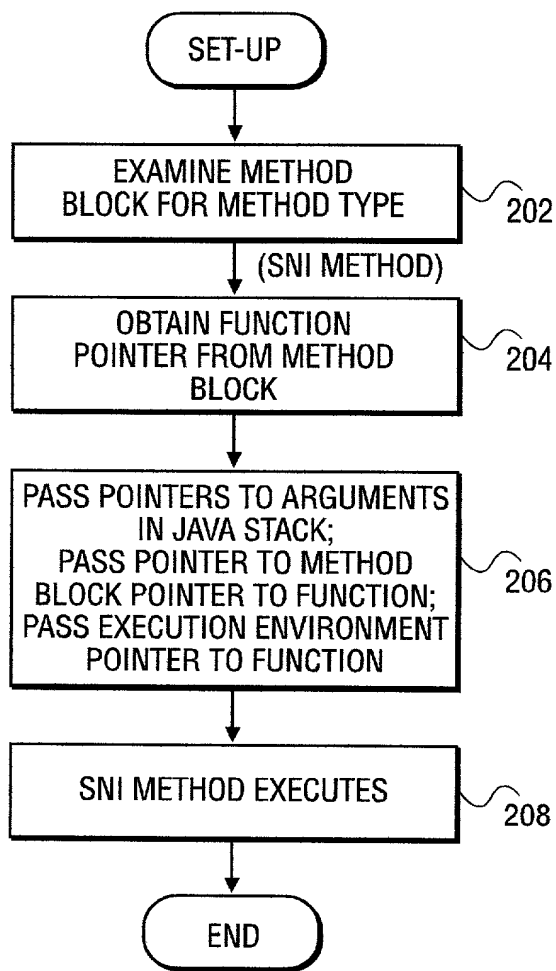 SET-UP
EXAMINE METHOD
BLOCK FOR METHOD TYPE
202
(SNI METHOD)
OBTAIN FUNCTION
POINTER FROM METHOD
BLOCK
204
PASS POINTERS TO ARGUMENTS
IN JAVA STACK;
PASS POINTER TO METHOD
BLOCK POINTER TO FUNCTION;
PASS EXECUTION ENVIRONMENT
POINTER TO FUNCTION
206
SNI METHOD EXECUTES
208
END